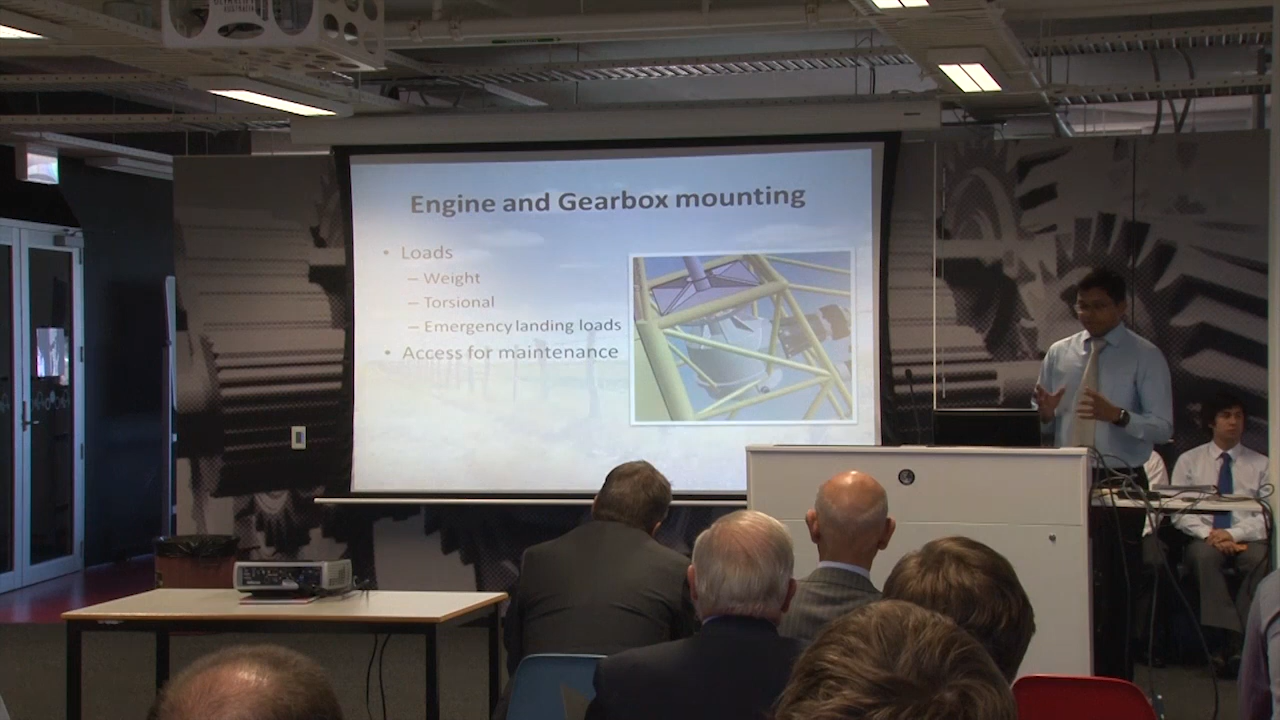 Engine and Gearbox mounting
• Loads
– Weight
– Torsional
– Emergency landing loads
• Access for maintenance